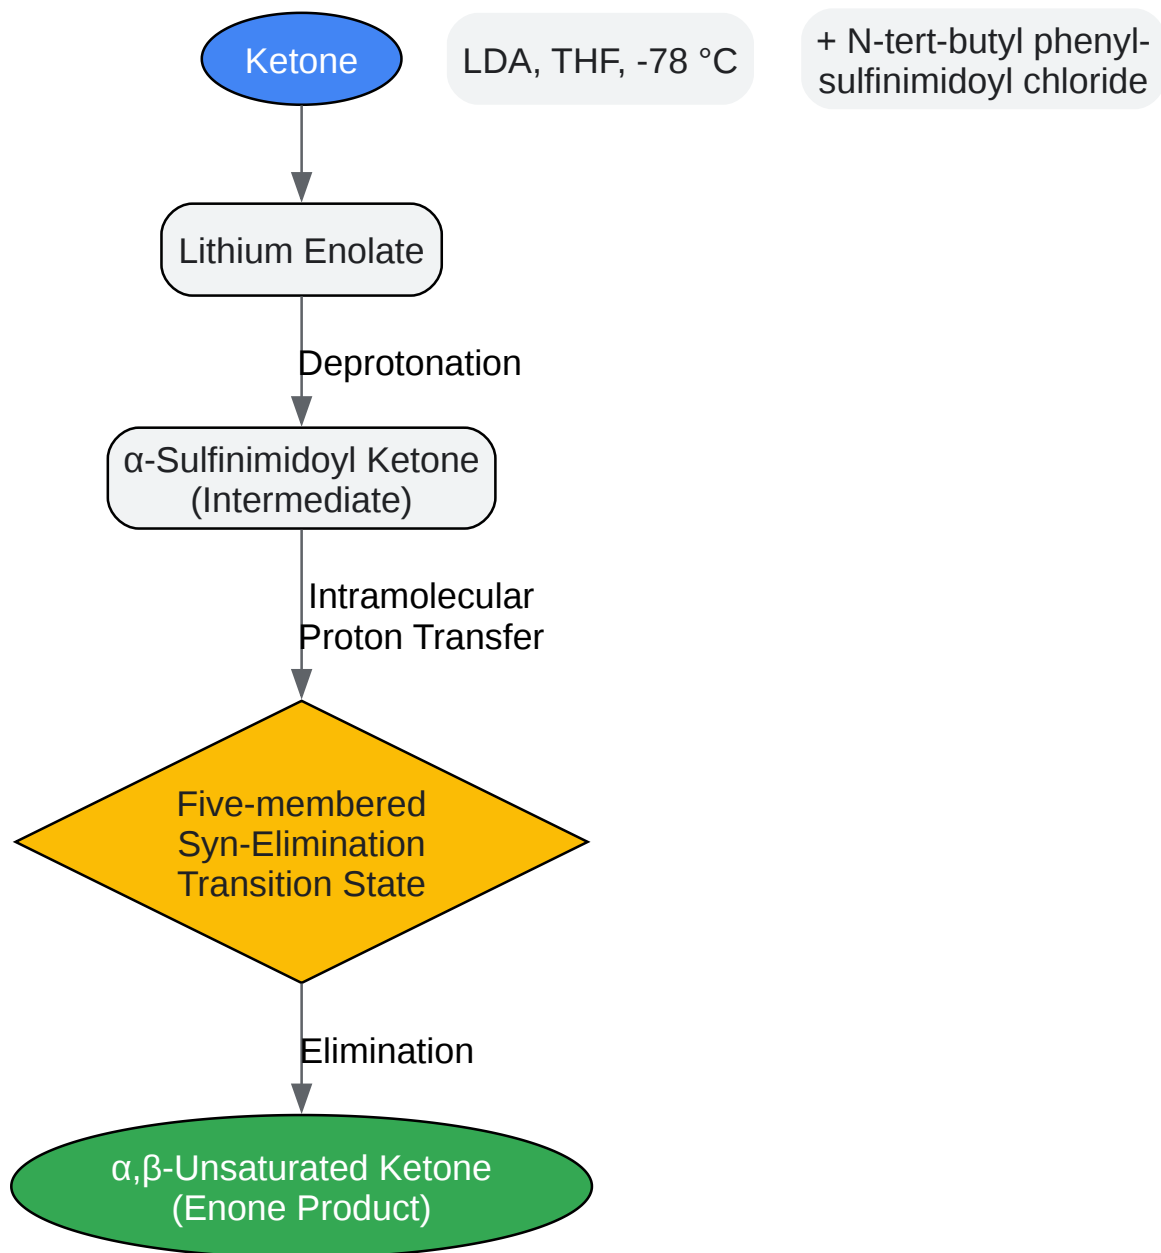 Ketone
LDA, THF, -78 °C
+ N-tert-butyl phenyl-
sulfinimidoyl chloride
Lithium Enolate
Deprotonation
α-Sulfinimidoyl Ketone
(Intermediate)
Intramolecular
Proton Transfer
Five-membered
Syn-Elimination
Transition State
Elimination
α,β-Unsaturated Ketone
(Enone Product)